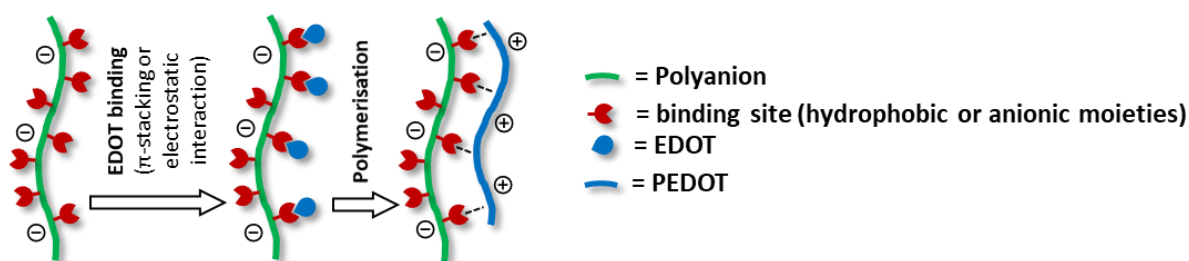 EDOT binding
(π-stacking or
electrostatic
interaction)
Polymerisation
= Polyanion
= binding site (hydrophobic or anionic moieties)
= EDOT
= PEDOT